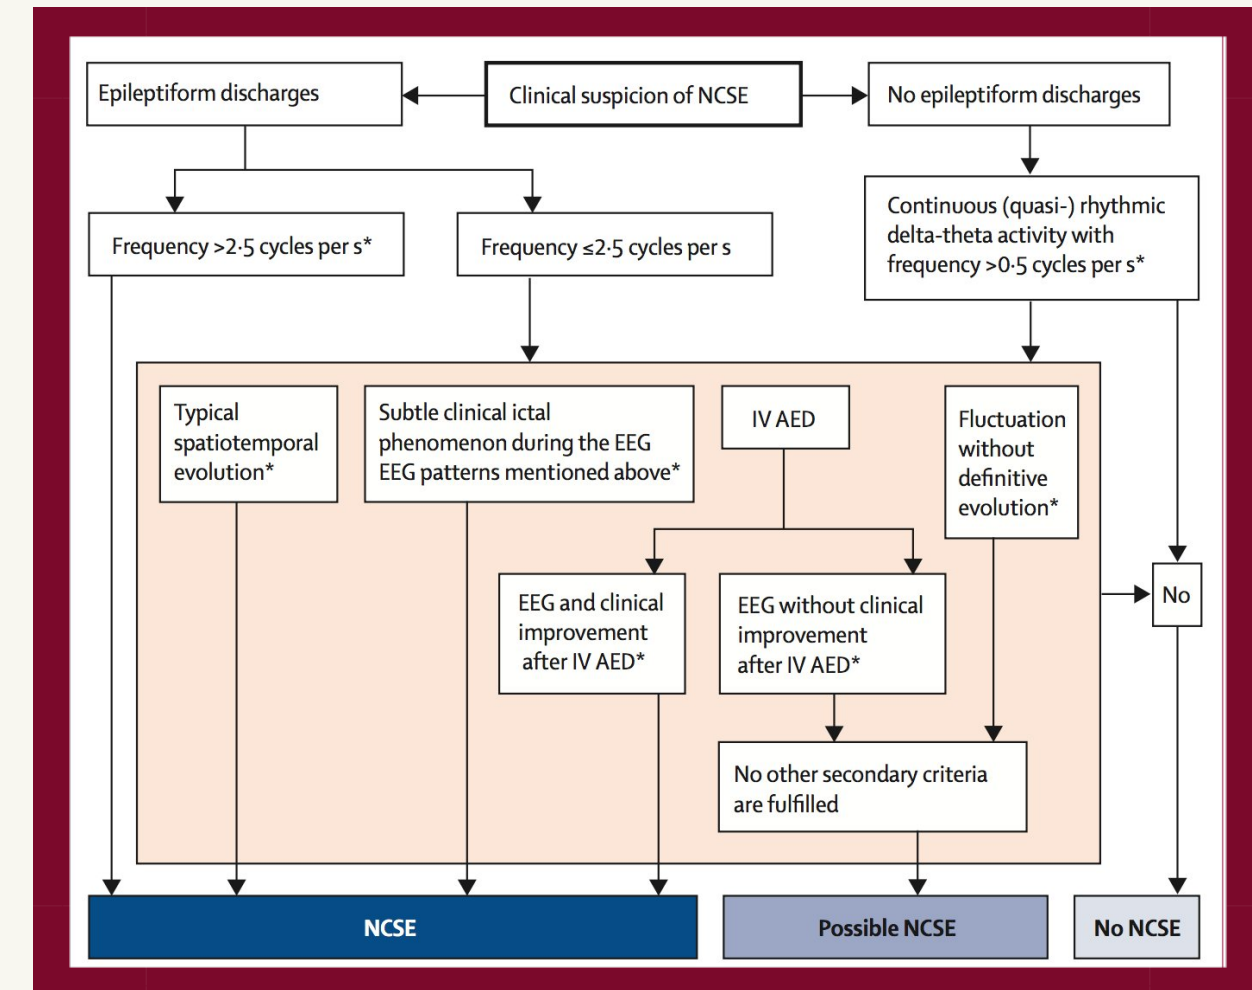 Epileptiform discharges
Clinical suspicion of NCSE
No epileptiform discharges
Frequency >2·5 cycles per s*
Frequency ≤2·5 cycles per s
Continuous (quasi-) rhythmic
delta-theta activity with
frequency >0·5 cycles per s*
Typical
spatiotemporal
evolution*
Subtle clinical ictal
phenomenon during the EEG
EEG patterns mentioned above*
IV AED
Fluctuation
without
definitive
evolution*
EEG and clinical
improvement
after IV AED*
EEG without clinical
improvement
after IV AED*
No
No other secondary criteria
are fulfilled
NCSE
Possible NCSE
No NCSE